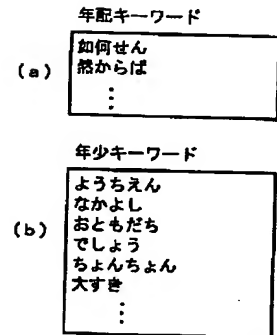 年配キーワード
(a)
如何せん
然からば
⋮
年少キーワード
(b)
ようちえん
なかよし
おともだち
でしょう
ちょんちょん
大すき
⋮